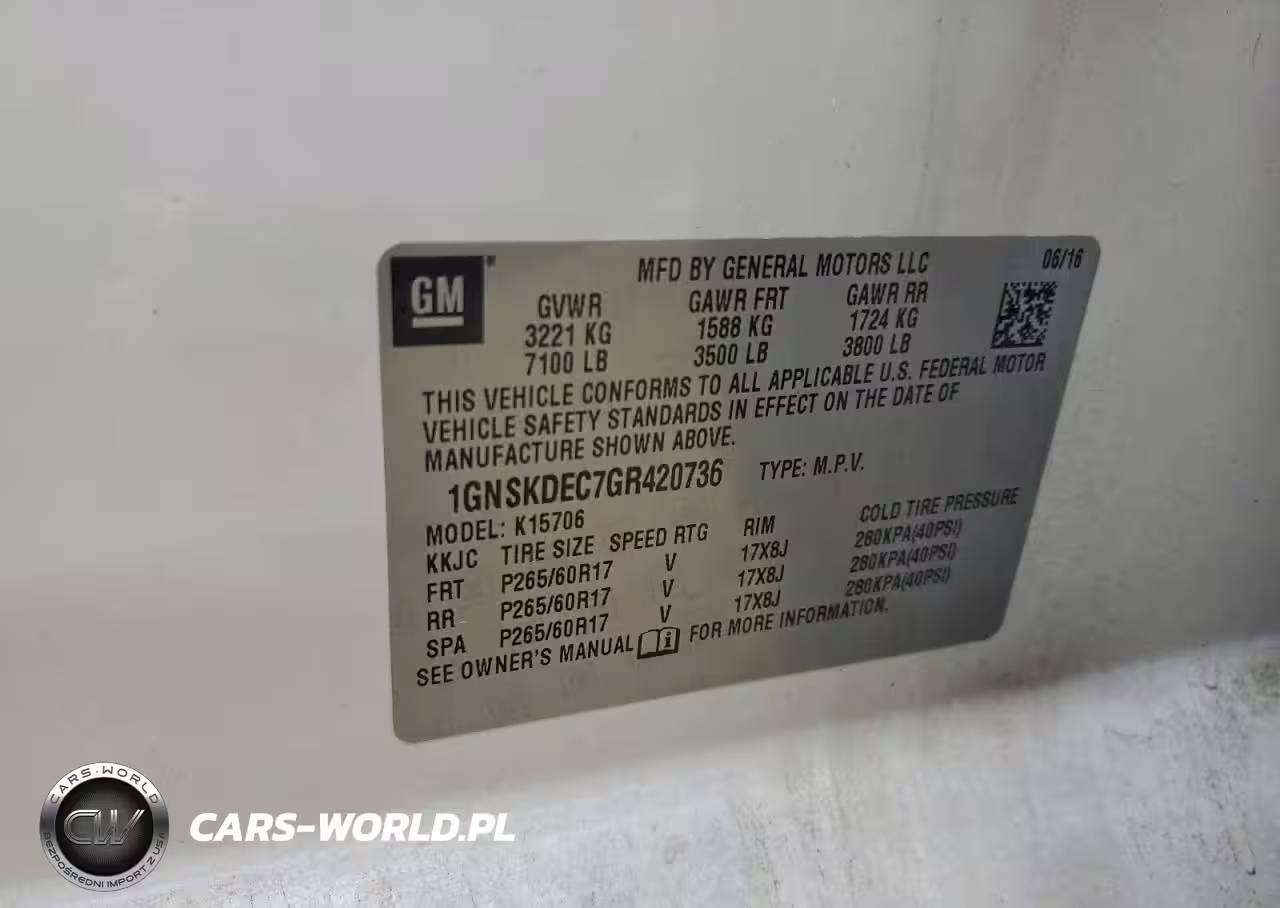 GM
MFD BY GENERAL MOTORS LLC 06/16
GVWR GAWR FRT GAWR RR
3221 KG 1588 KG 1724 KG
7100 LB 3500 LB 3800 LB
THIS VEHICLE CONFORMS TO ALL APPLICABLE U.S. FEDERAL MOTOR
VEHICLE SAFETY STANDARDS IN EFFECT ON THE DATE OF
MANUFACTURE SHOWN ABOVE.
1GNSKDEC7GR420736 TYPE: M.P.V.
MODEL: K15706
KKJC TIRE SIZE SPEED RTG RIM COLD TIRE PRESSURE
FRT P265/60R17 V 17X8J 280KPA(40PSI)
RR P265/60R17 V 17X8J 280KPA(40PSI)
SPA P265/60R17 V 17X8J 280KPA(40PSI)
SEE OWNER'S MANUAL i FOR MORE INFORMATION.
CARS-WORLD
CW
BEZPOŚREDNI IMPORT Z USA
CARS-WORLD.PL